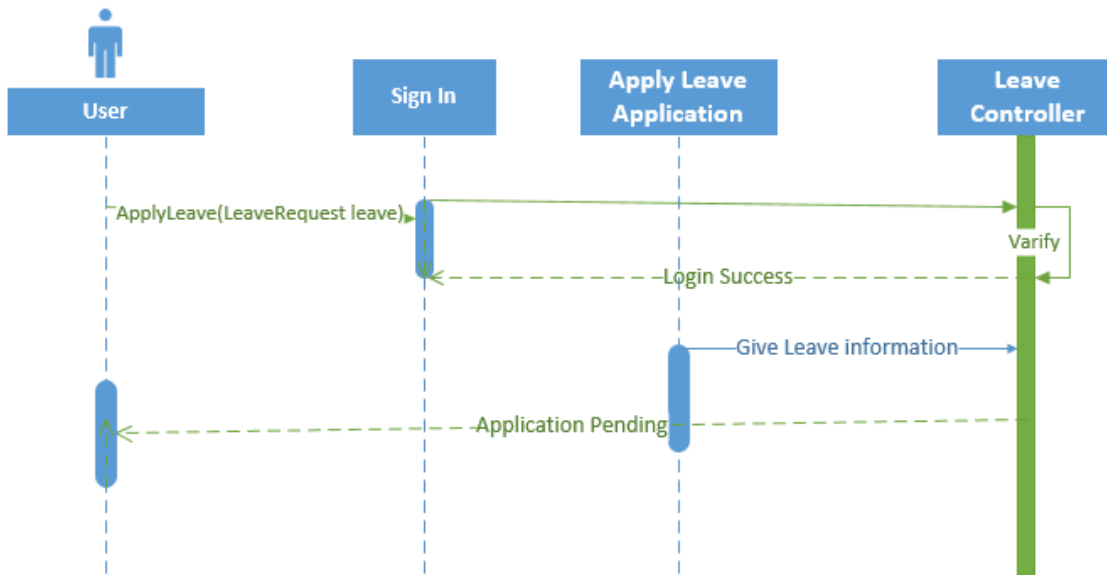 User
Sign In
Apply Leave
Application
Leave
Controller
ApplyLeave(LeaveRequest leave)
Varify
Login Success
Give Leave information
Application Pending